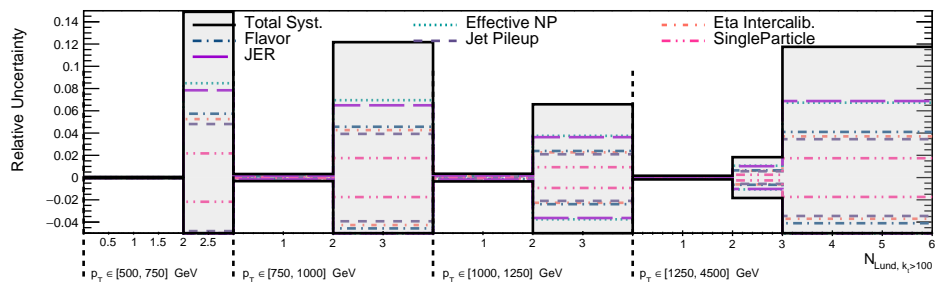 Total Syst. Effective NP Eta Intercalib.
Flavor Jet Pileup SingleParticle
JER
Relative Uncertainty
0.14
0.12
0.1
0.08
0.06
0.04
0.02
0
−0.02
−0.04
0.5 1 1.5 2 2.5 1 2 3 1 2 3 1 2 3 4 5 6
p_T ∈ [500, 750] GeV p_T ∈ [750, 1000] GeV p_T ∈ [1000, 1250] GeV p_T ∈ [1250, 4500] GeV
N_Lund, k_t>100